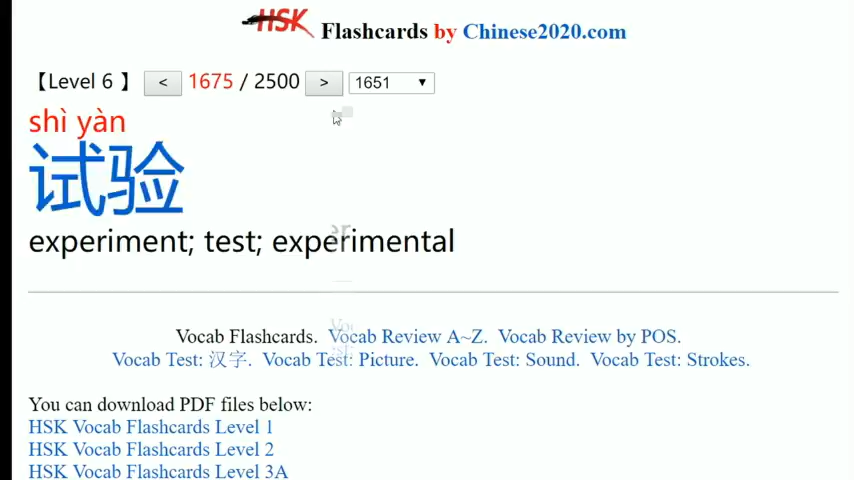 HSK Flashcards by Chinese2020.com
【Level 6 】 < 1675 / 2500 > 1651 ▼
shì yàn
试验
experiment; test; experimental
Vocab Flashcards. Vocab Review A~Z. Vocab Review by POS.
Vocab Test: 汉字. Vocab Test: Picture. Vocab Test: Sound. Vocab Test: Strokes.
You can download PDF files below:
HSK Vocab Flashcards Level 1
HSK Vocab Flashcards Level 2
HSK Vocab Flashcards Level 3A